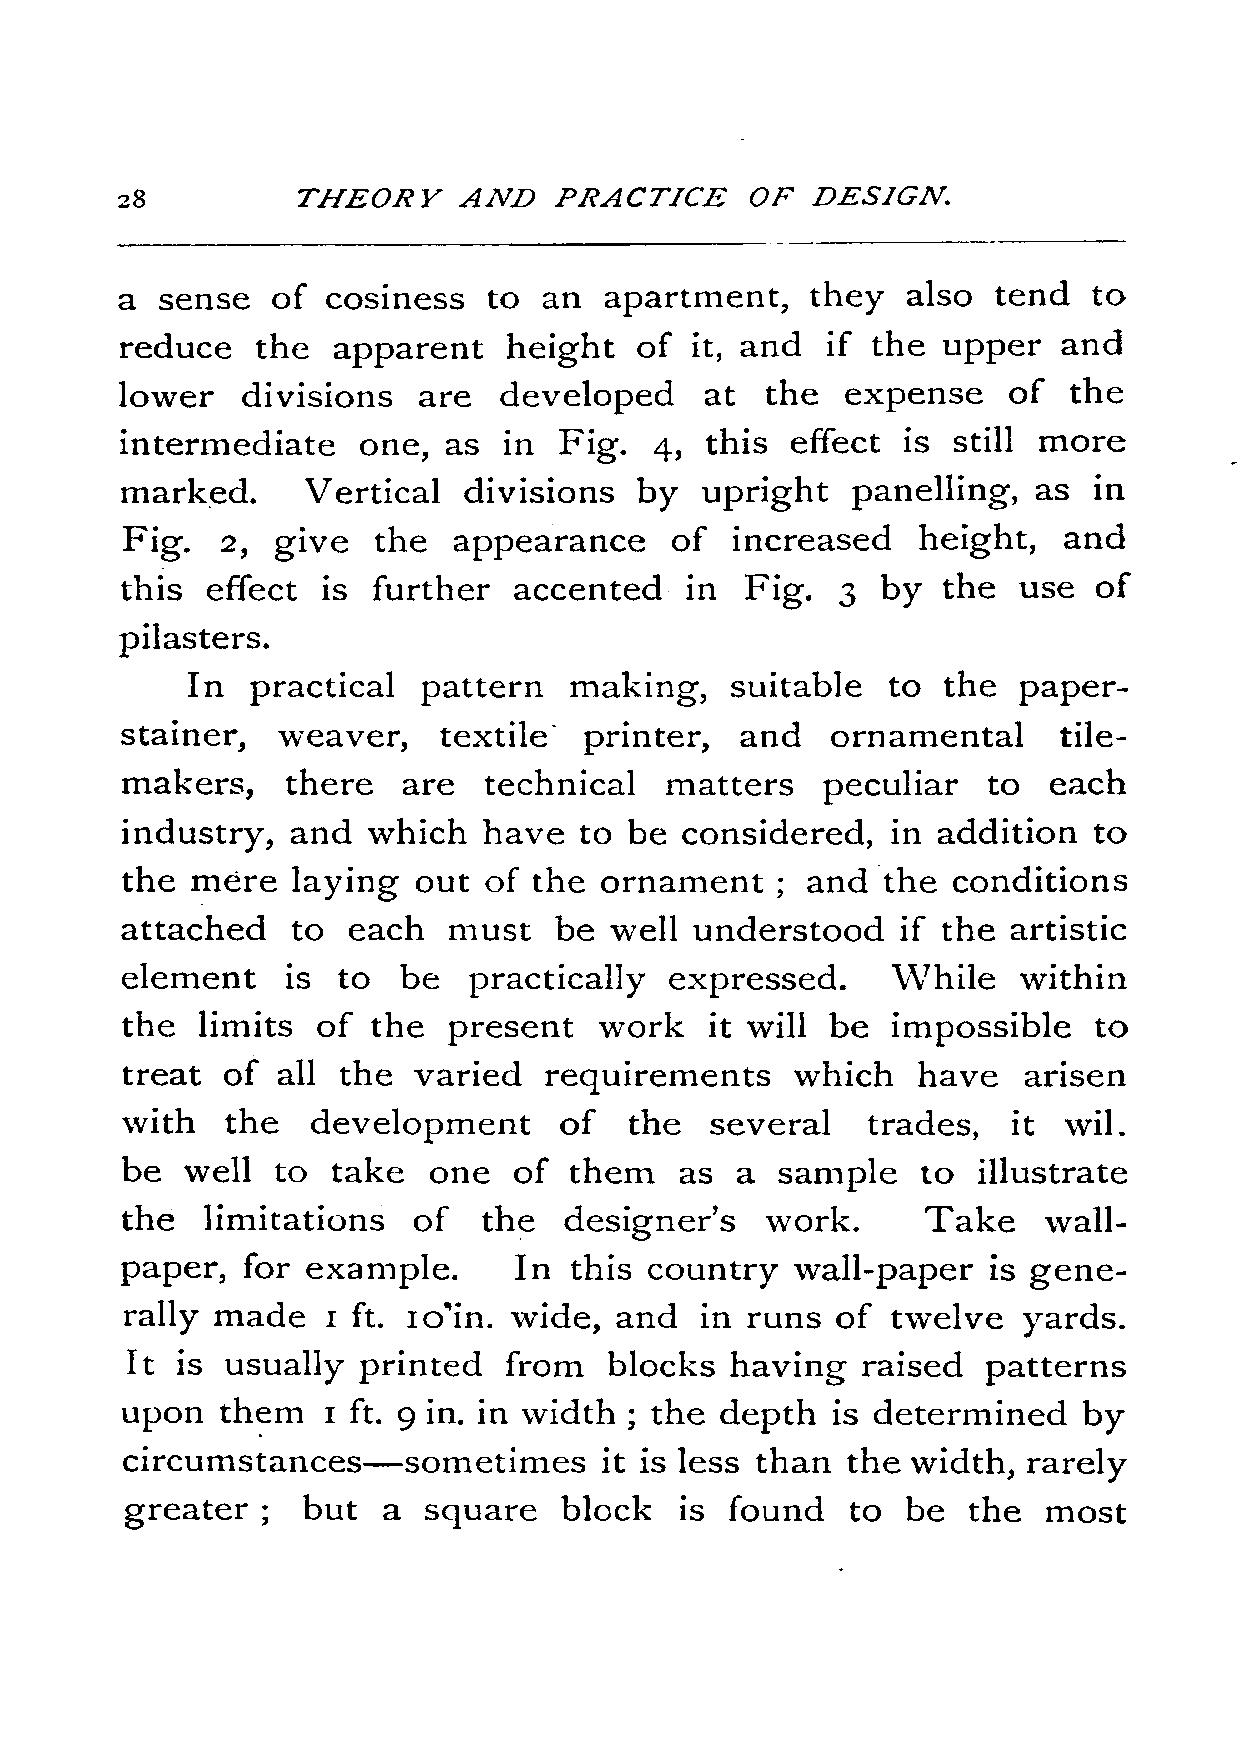 28 THEORY AND PRACTICE OF DESIGN.
a sense of cosiness to an apartment, they also tend to
reduce the apparent height of it, and if the upper and
lower divisions are developed at the expense of the
intermediate one, as in Fig. 4, this effect is still more
marked. Vertical divisions by upright panelling, as in
Fig. 2, give the appearance of increased height, and
this effect is further accented in Fig. 3 by the use of
pilasters.
In practical pattern making, suitable to the paper-
stainer, weaver, textile printer, and ornamental tile-
makers, there are technical matters peculiar to each
industry, and which have to be considered, in addition to
the mere laying out of the ornament ; and the conditions
attached to each must be well understood if the artistic
element is to be practically expressed. While within
the limits of the present work it will be impossible to
treat of all the varied requirements which have arisen
with the development of the several trades, it wil.
be well to take one of them as a sample to illustrate
the limitations of the designer's work. Take wall-
paper, for example. In this country wall-paper is gene-
rally made 1 ft. 10 in. wide, and in runs of twelve yards.
It is usually printed from blocks having raised patterns
upon them 1 ft. 9 in. in width ; the depth is determined by
circumstances—sometimes it is less than the width, rarely
greater ; but a square block is found to be the most